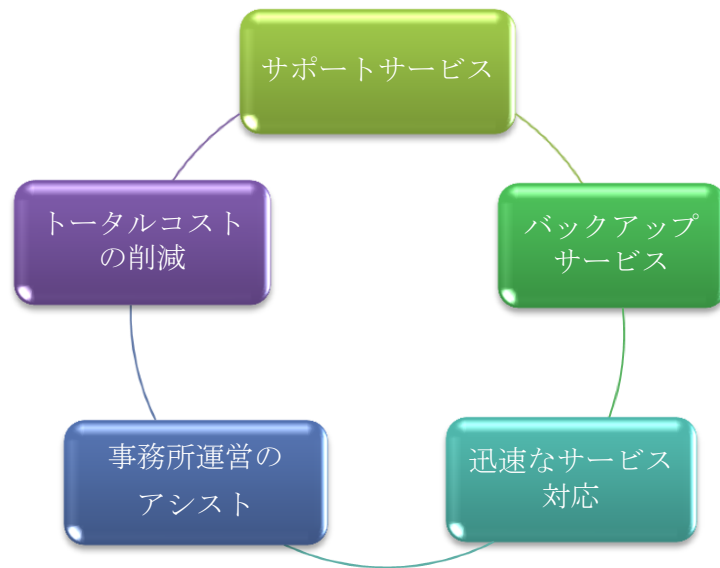 サポートサービス
バックアップ
サービス
迅速なサービス
対応
事務所運営の
アシスト
トータルコスト
の削減